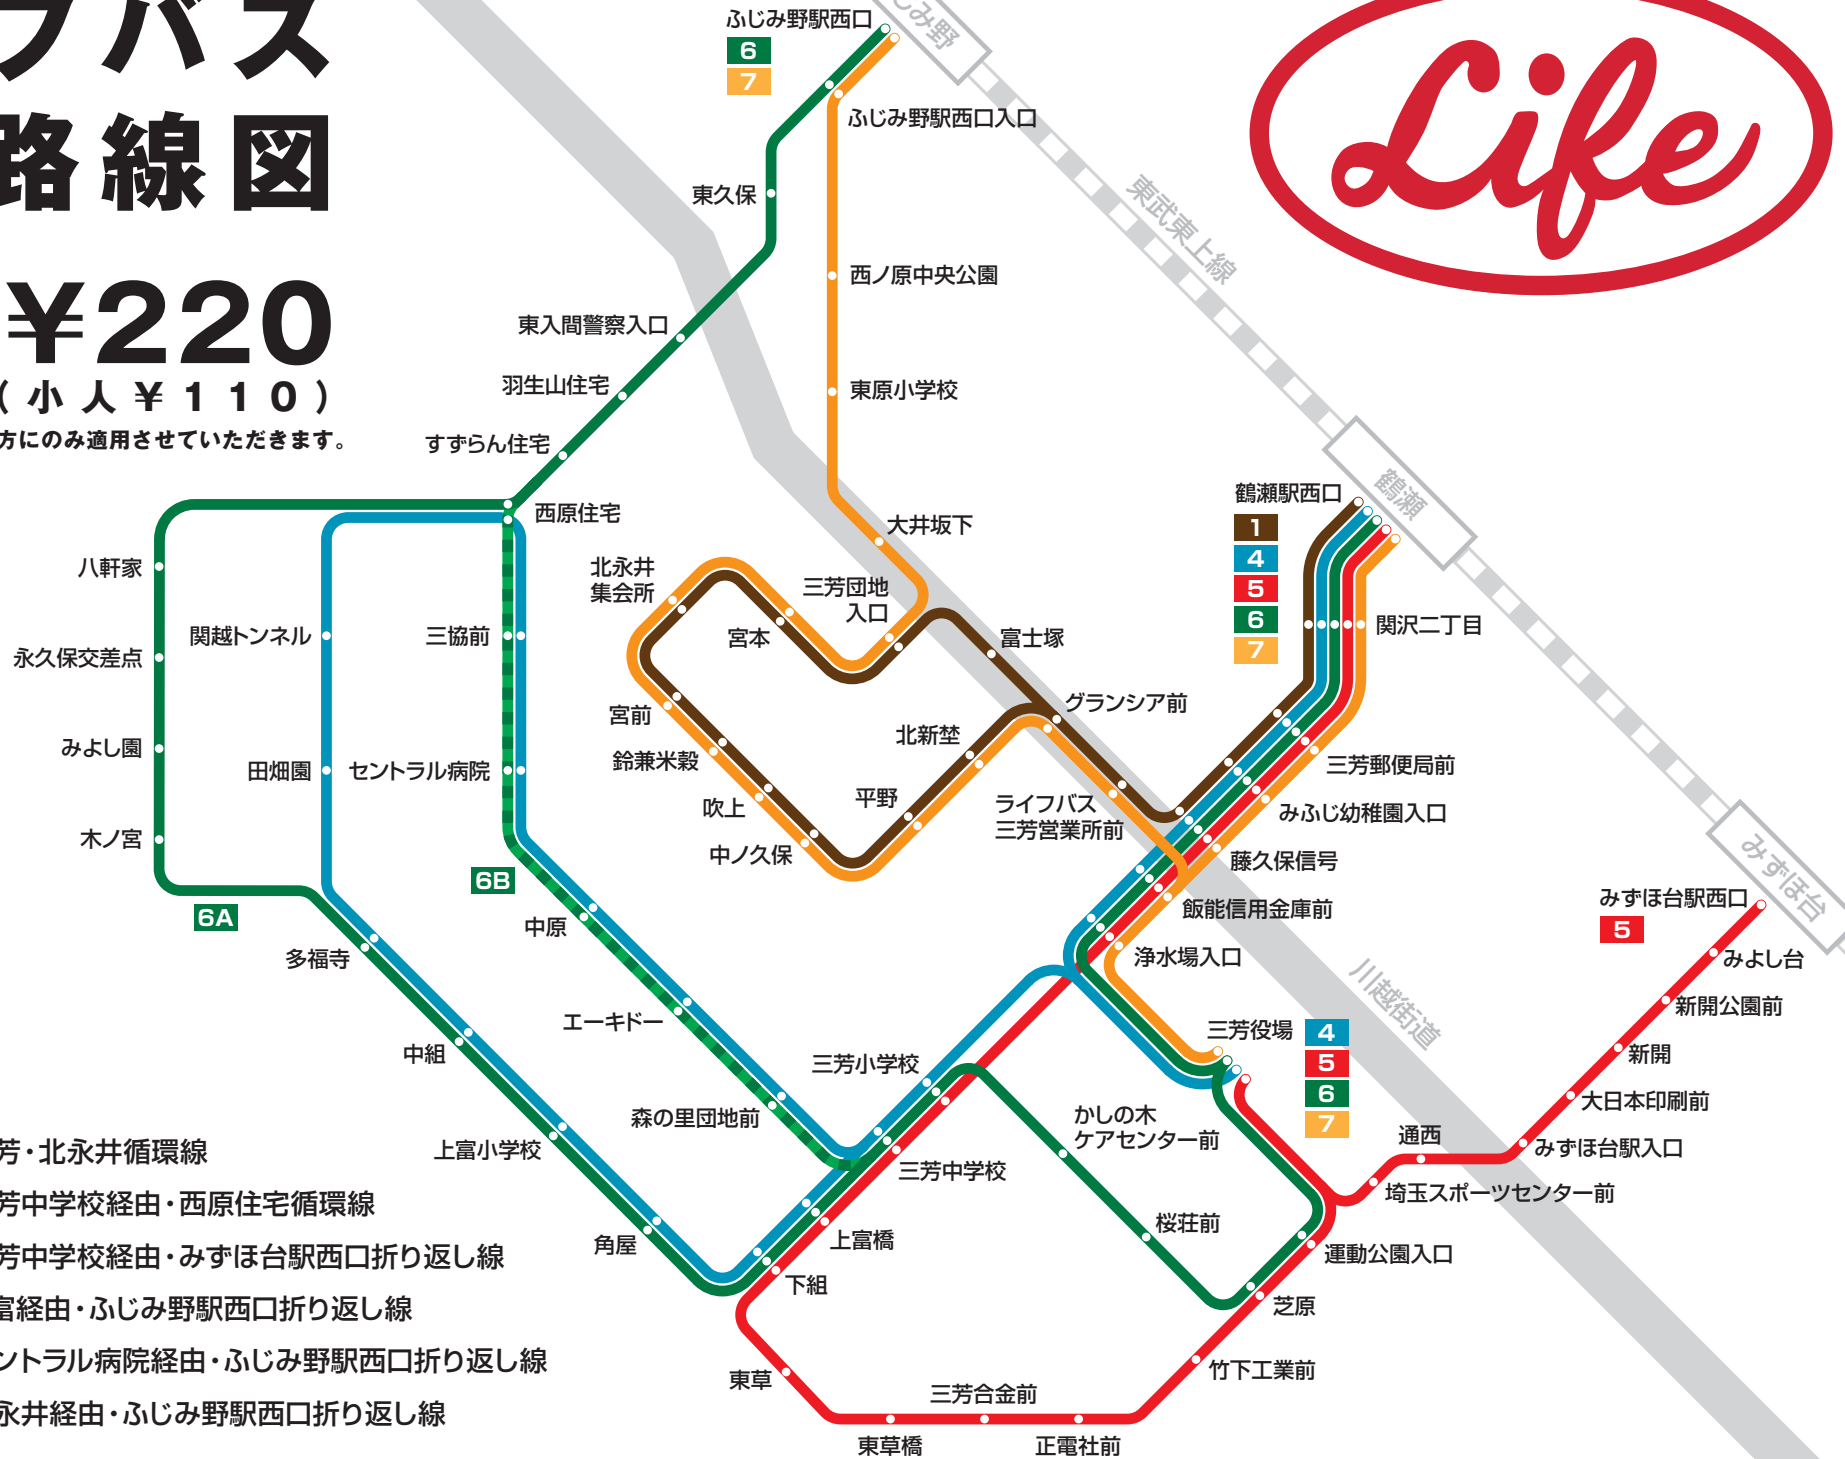 フバス
路線図
¥220
(小人¥110)
方にのみ適用させていただきます。
Life
ふじみ野駅西口
6
7
じみ野
ふじみ野駅西口入口
東武東上線
東久保
西ノ原中央公園
東入間警察入口
羽生山住宅
東原小学校
すずらん住宅
西原住宅
大井坂下
鶴瀬駅西口
1
4
5
6
7
鶴瀬
関沢二丁目
八軒家
永久保交差点
みよし園
木ノ宮
6A
関越トンネル
田畑園
三協前
セントラル病院
6B
北永井
集会所
宮本
三芳団地
入口
富士塚
グランシア前
宮前
鈴兼米穀
吹上
中ノ久保
北新埜
平野
ライフバス
三芳営業所前
三芳郵便局前
みふじ幼稚園入口
藤久保信号
飯能信用金庫前
浄水場入口
みずほ台
みずほ台駅西口
5
みよし台
新開公園前
新開
大日本印刷前
みずほ台駅入口
川越街道
三芳役場
4
5
6
7
通西
埼玉スポーツセンター前
運動公園入口
芝原
竹下工業前
中原
エーキドー
森の里団地前
多福寺
中組
上富小学校
角屋
三芳小学校
三芳中学校
上富橋
下組
かしの木
ケアセンター前
桜荘前
東草
東草橋
三芳合金前
正電社前
芳・北永井循環線
芳中学校経由・西原住宅循環線
芳中学校経由・みずほ台駅西口折り返し線
富経由・ふじみ野駅西口折り返し線
ントラル病院経由・ふじみ野駅西口折り返し線
永井経由・ふじみ野駅西口折り返し線